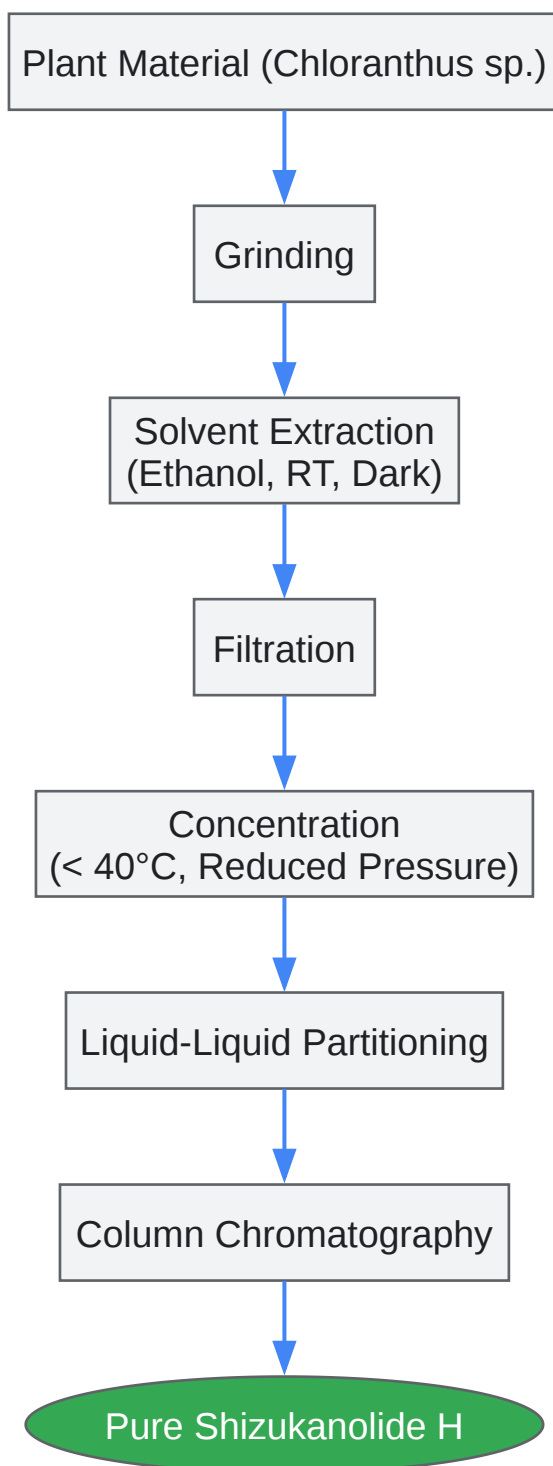 Plant Material (Chloranthus sp.)
Grinding
Solvent Extraction
(Ethanol, RT, Dark)
Filtration
Concentration
(< 40°C, Reduced Pressure)
Liquid-Liquid Partitioning
Column Chromatography
Pure Shizukanolide H